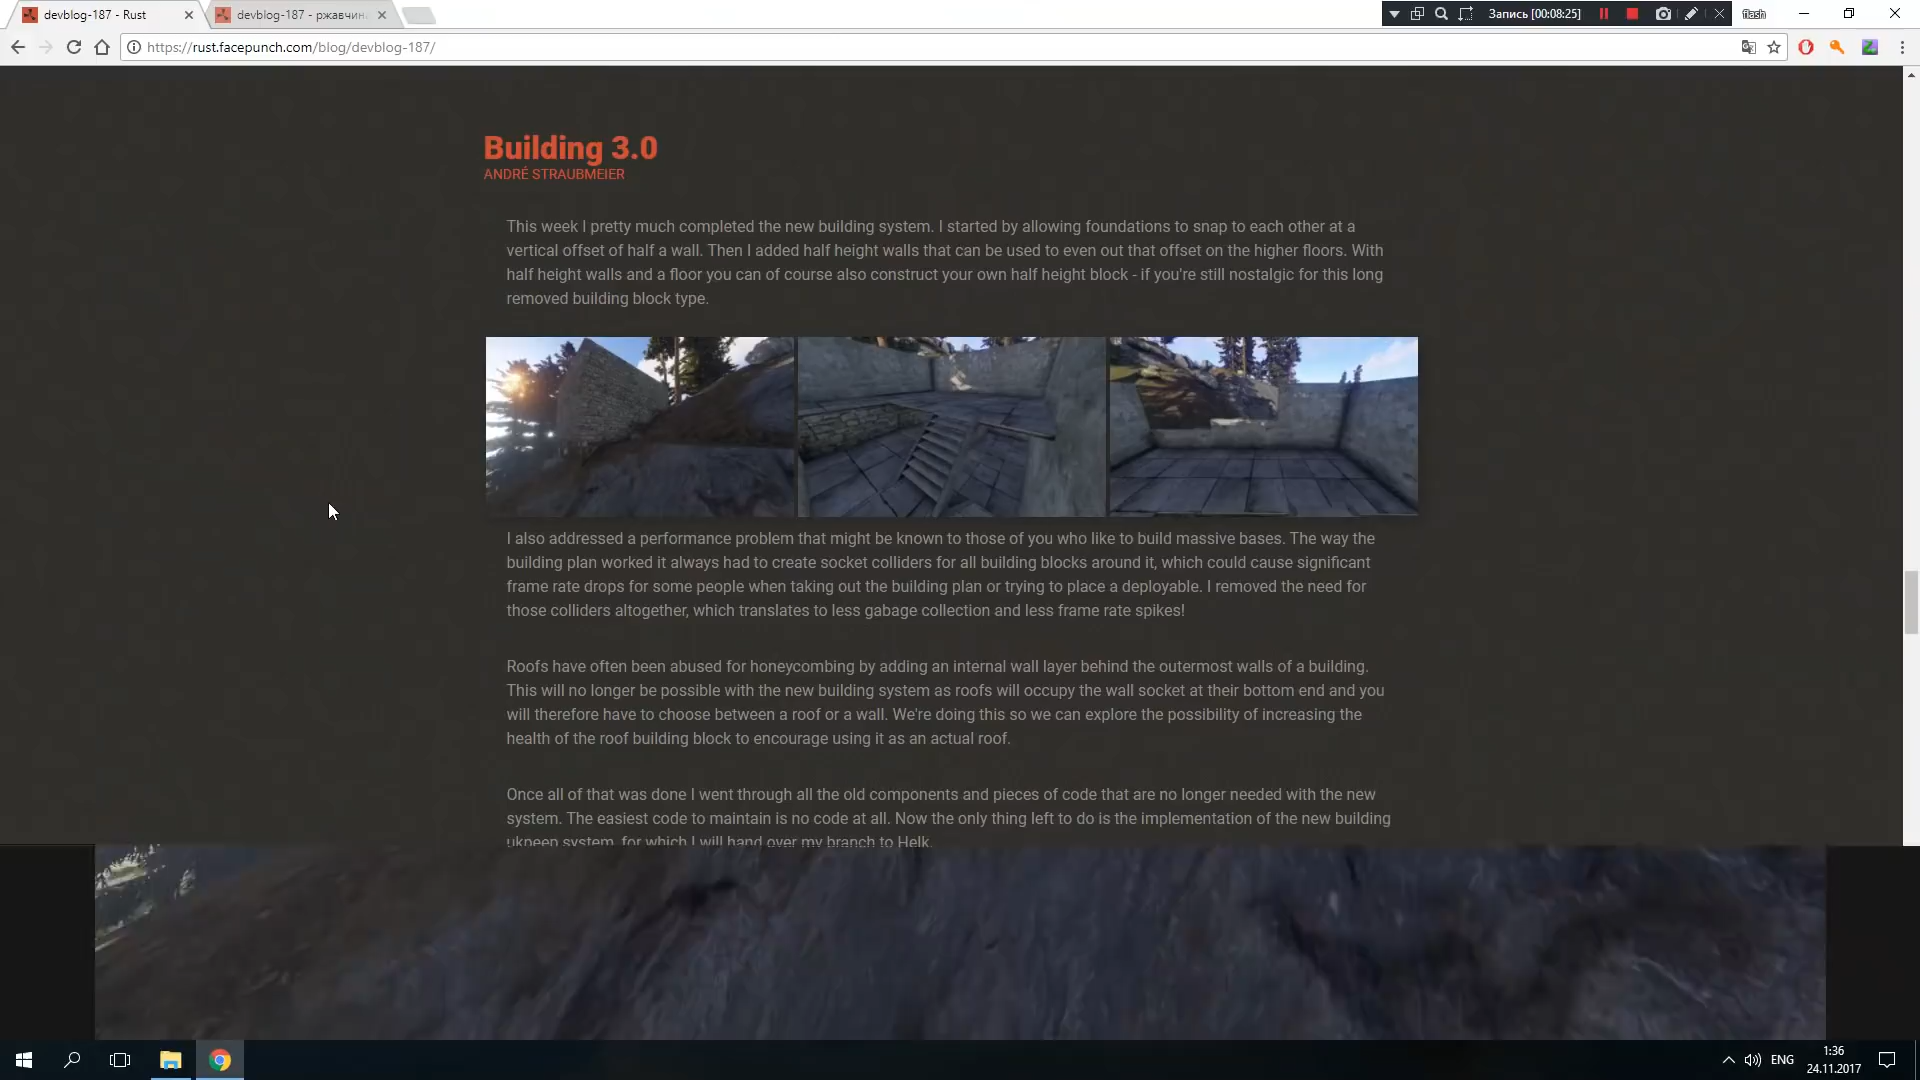 devblog-187 - Rust
devblog-187 - ржавчина
Запись [00:08:25]
flash
https://rust.facepunch.com/blog/devblog-187/
Building 3.0
ANDRÉ STRAUBMEIER
This week I pretty much completed the new building system. I started by allowing foundations to snap to each other at a
vertical offset of half a wall. Then I added half height walls that can be used to even out that offset on the higher floors. With
half height walls and a floor you can of course also construct your own half height block - if you're still nostalgic for this long
removed building block type.
I also addressed a performance problem that might be known to those of you who like to build massive bases. The way the
building plan worked it always had to create socket colliders for all building blocks around it, which could cause significant
frame rate drops for some people when taking out the building plan or trying to place a deployable. I removed the need for
those colliders altogether, which translates to less gabage collection and less frame rate spikes!
Roofs have often been abused for honeycombing by adding an internal wall layer behind the outermost walls of a building.
This will no longer be possible with the new building system as roofs will occupy the wall socket at their bottom end and you
will therefore have to choose between a roof or a wall. We're doing this so we can explore the possibility of increasing the
health of the roof building block to encourage using it as an actual roof.
Once all of that was done I went through all the old components and pieces of code that are no longer needed with the new
system. The easiest code to maintain is no code at all. Now the only thing left to do is the implementation of the new building
ukpeep system, for which I will hand over my branch to Helk.
ENG
1:36
24.11.2017